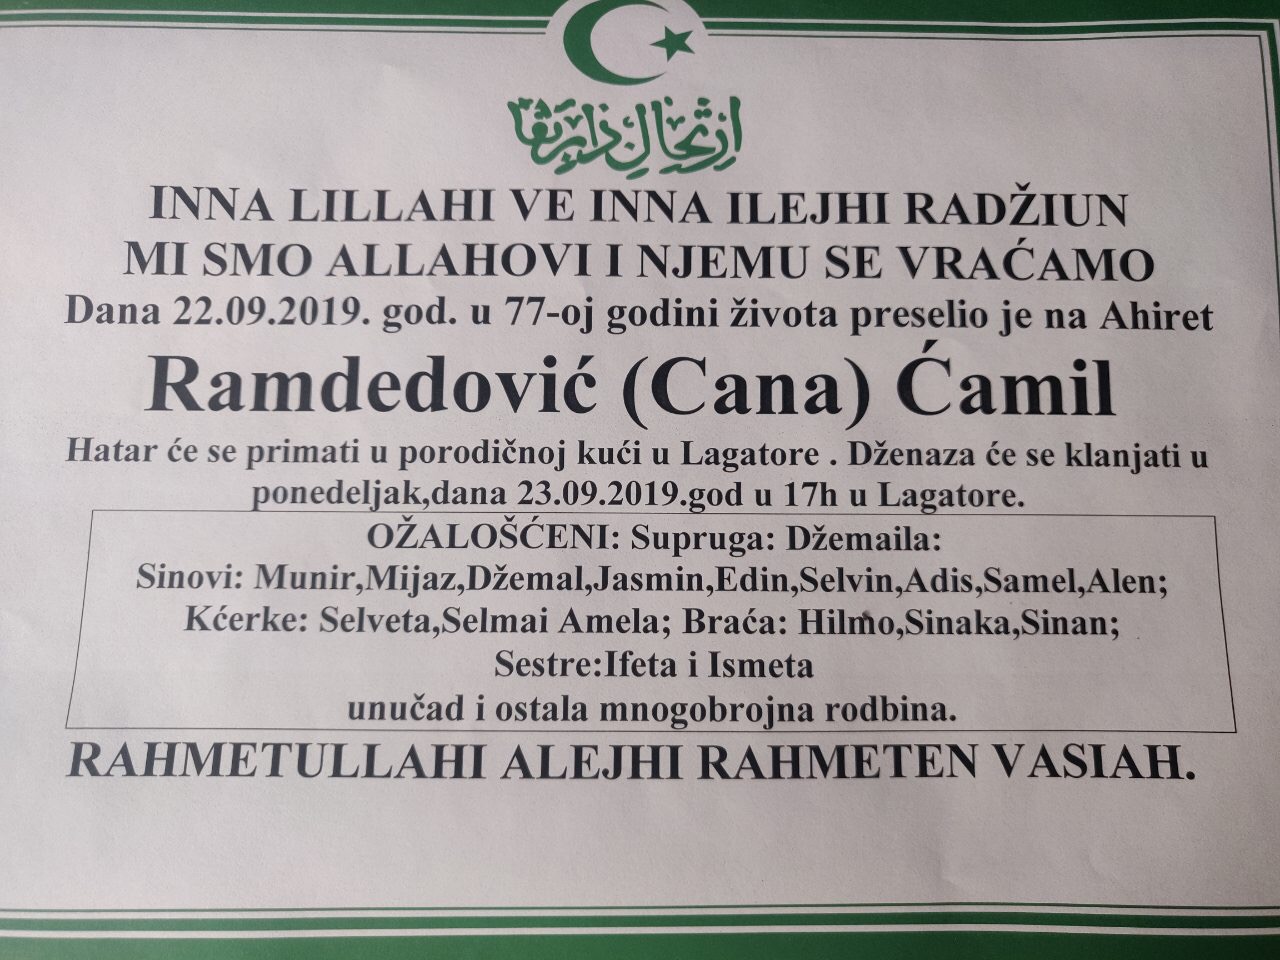 إرتحال دار بقا
INNA LILLAHI VE INNA ILEJHI RADŽIUN
MI SMO ALLAHOVI I NJEMU SE VRAĆAMO
Dana 22.09.2019. god. u 77-oj godini života preselio je na Ahiret
Ramdedović (Cana) Ćamil
Hatar će se primati u porodičnoj kući u Lagatore . Dženaza će se klanjati u
ponedeljak,dana 23.09.2019.god u 17h u Lagatore.
OŽALOŠĆENI: Supruga: Džemaila:
Sinovi: Munir,Mijaz,Džemal,Jasmin,Edin,Selvin,Adis,Samel,Alen;
Kćerke: Selveta,Selmai Amela; Braća: Hilmo,Sinaka,Sinan;
Sestre:Ifeta i Ismeta
unučad i ostala mnogobrojna rodbina.
RAHMETULLAHI ALEJHI RAHMETEN VASIAH.